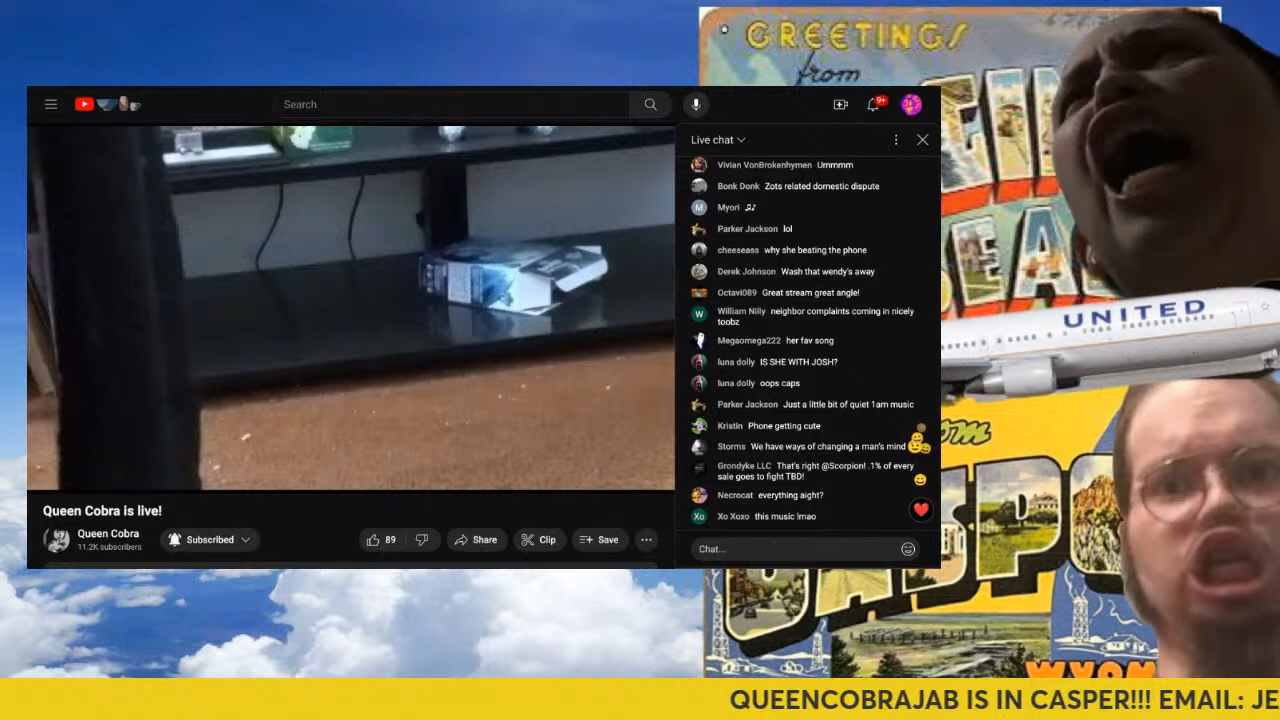 GREETINGS
from
Search
9+
Live chat
Vivian VonBrokenhymen Ummmm
Bonk Donk Zots related domestic dispute
M Myori
Parker Jackson lol
cheeseass why she beating the phone
Derek Johnson Wash that wendy's away
Octavi089 Great stream great angle!
W William Nilly neighbor complaints coming in nicely
toobz
Megaomega222 her fav song
luna dolly IS SHE WITH JOSH?
luna dolly oops caps
Parker Jackson Just a little bit of quiet 1am music
Kristin Phone getting cute
Storms We have ways of changing a man's mind
Grondyke LLC That's right @Scorpion! .1% of every
sale goes to fight TBD!
Necrocat everything aight?
Xo Xo Xoxo this music lmao
Chat...
Queen Cobra is live!
Queen Cobra
11.2K subscribers
Subscribed
89
Share
Clip
Save
UNITED
QUEENCOBRAJAB IS IN CASPER!!! EMAIL: JE